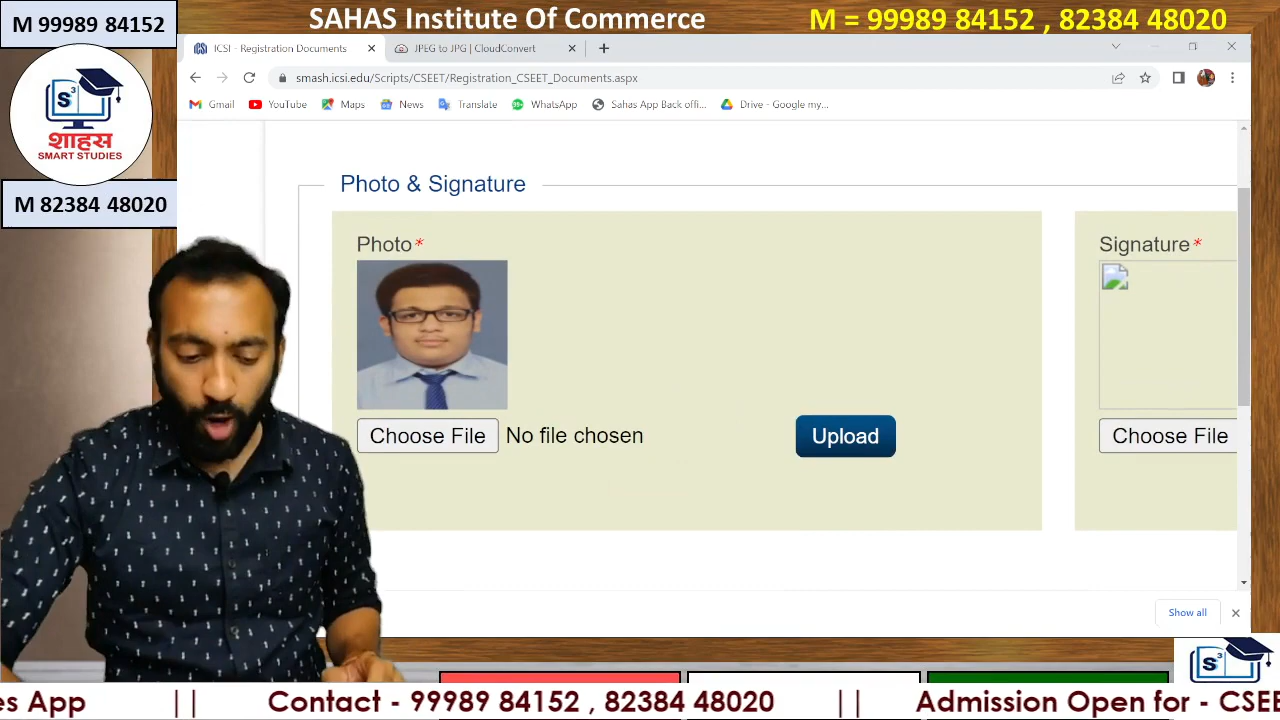 M 99989 84152
SAHAS Institute Of Commerce
M = 99989 84152 , 82384 48020
S³
शाहस
SMART STUDIES
M 82384 48020
ICSI - Registration Documents
JPEG to JPG | CloudConvert
smash.icsi.edu/Scripts/CSEET/Registration_CSEET_Documents.aspx
Gmail
YouTube
Maps
News
Translate
WhatsApp
Sahas App Back offi...
Drive - Google my...
Photo & Signature
Photo*
Signature*
Choose File
No file chosen
Upload
Choose File
Show all
S³
es App || Contact - 99989 84152 , 82384 48020 || Admission Open for - CSEE